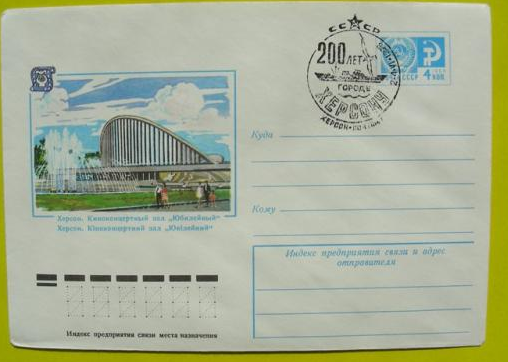 СССР
200 ЛЕТ
ГОРОДУ
ХЕРСОНУ
ХЕРСОН-ПОЧТАМТ
СССР
4 КОП
Херсон. Киноконцертный зал „Юбилейный“
Херсон. Кіноконцертний зал „Ювілейний“
Куда
Кому
Индекс предприятия связи и адрес
отправителя
Индекс предприятия связи места назначения